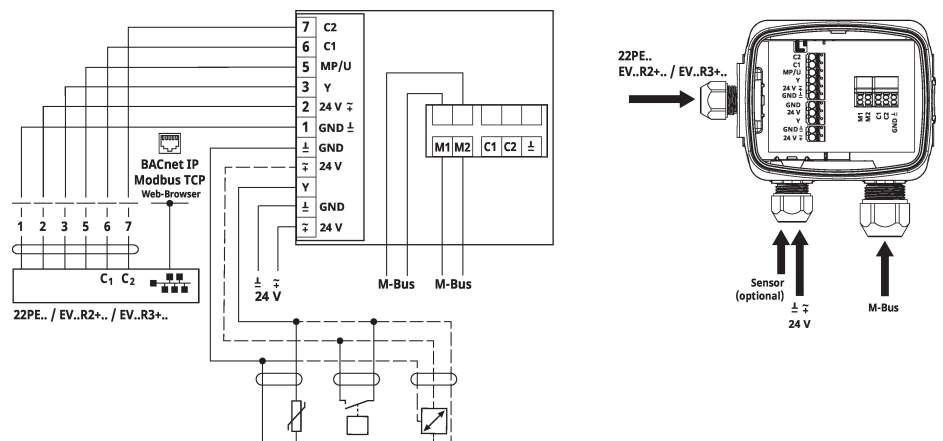 7 C2
6 C1
5 MP/U
3 Y
2 24 V ≂
1 GND ⏊
⏊ GND
≂ 24 V
Y
⏊ GND
≂ 24 V
M1 M2 C1 C2 ⏊
BACnet IP
Modbus TCP
Web-Browser
1 2 3 5 6 7
C1 C2
22PE.. / EV..R2+.. / EV..R3+..
⏊ ≂
24 V
M-Bus M-Bus
22PE..
EV..R2+.. / EV..R3+..
C2
C1
MP/U
Y
24 V ≂
GND ⏊
GND
24 V
Y
GND ⏊
24 V ≂
M1 M2 C1 C2 GND ⏊
Sensor
(optional)
⏊ ≂
24 V
M-Bus